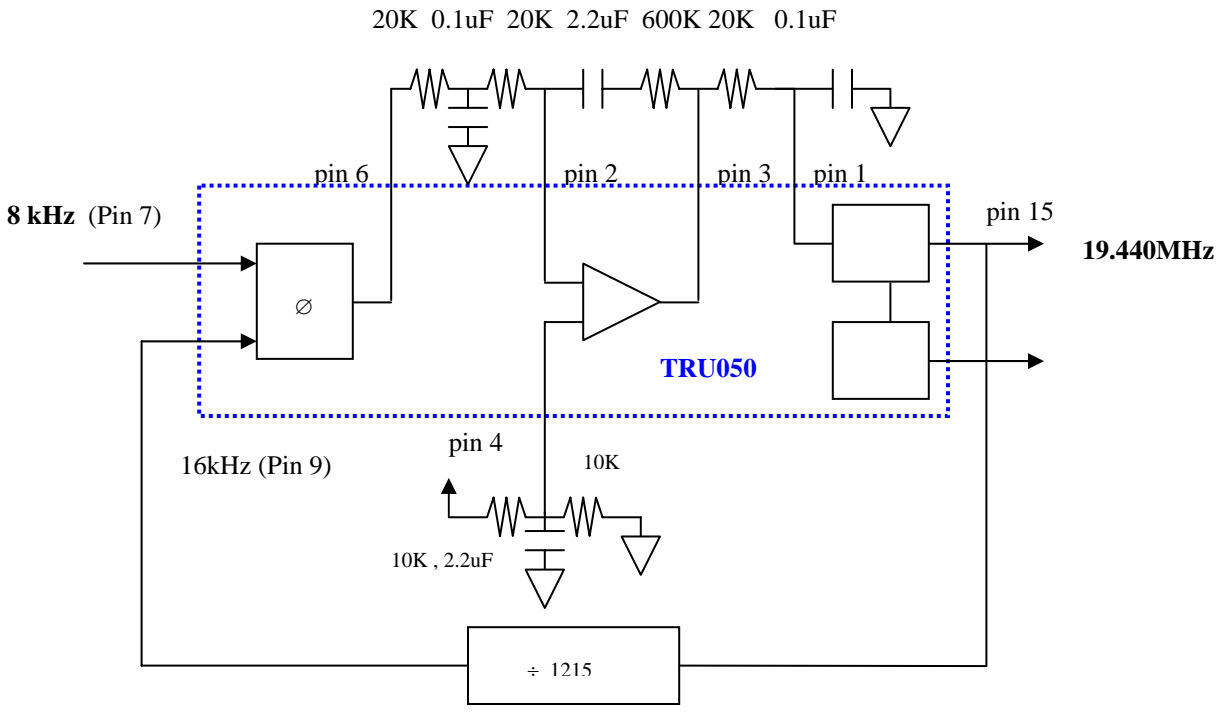 20K 0.1uF 20K 2.2uF 600K 20K 0.1uF
pin 6
pin 2
pin 3
pin 1
8 kHz (Pin 7)
pin 15
19.440MHz
∅
TRU050
pin 4
16kHz (Pin 9)
10K
10K , 2.2uF
÷ 1215